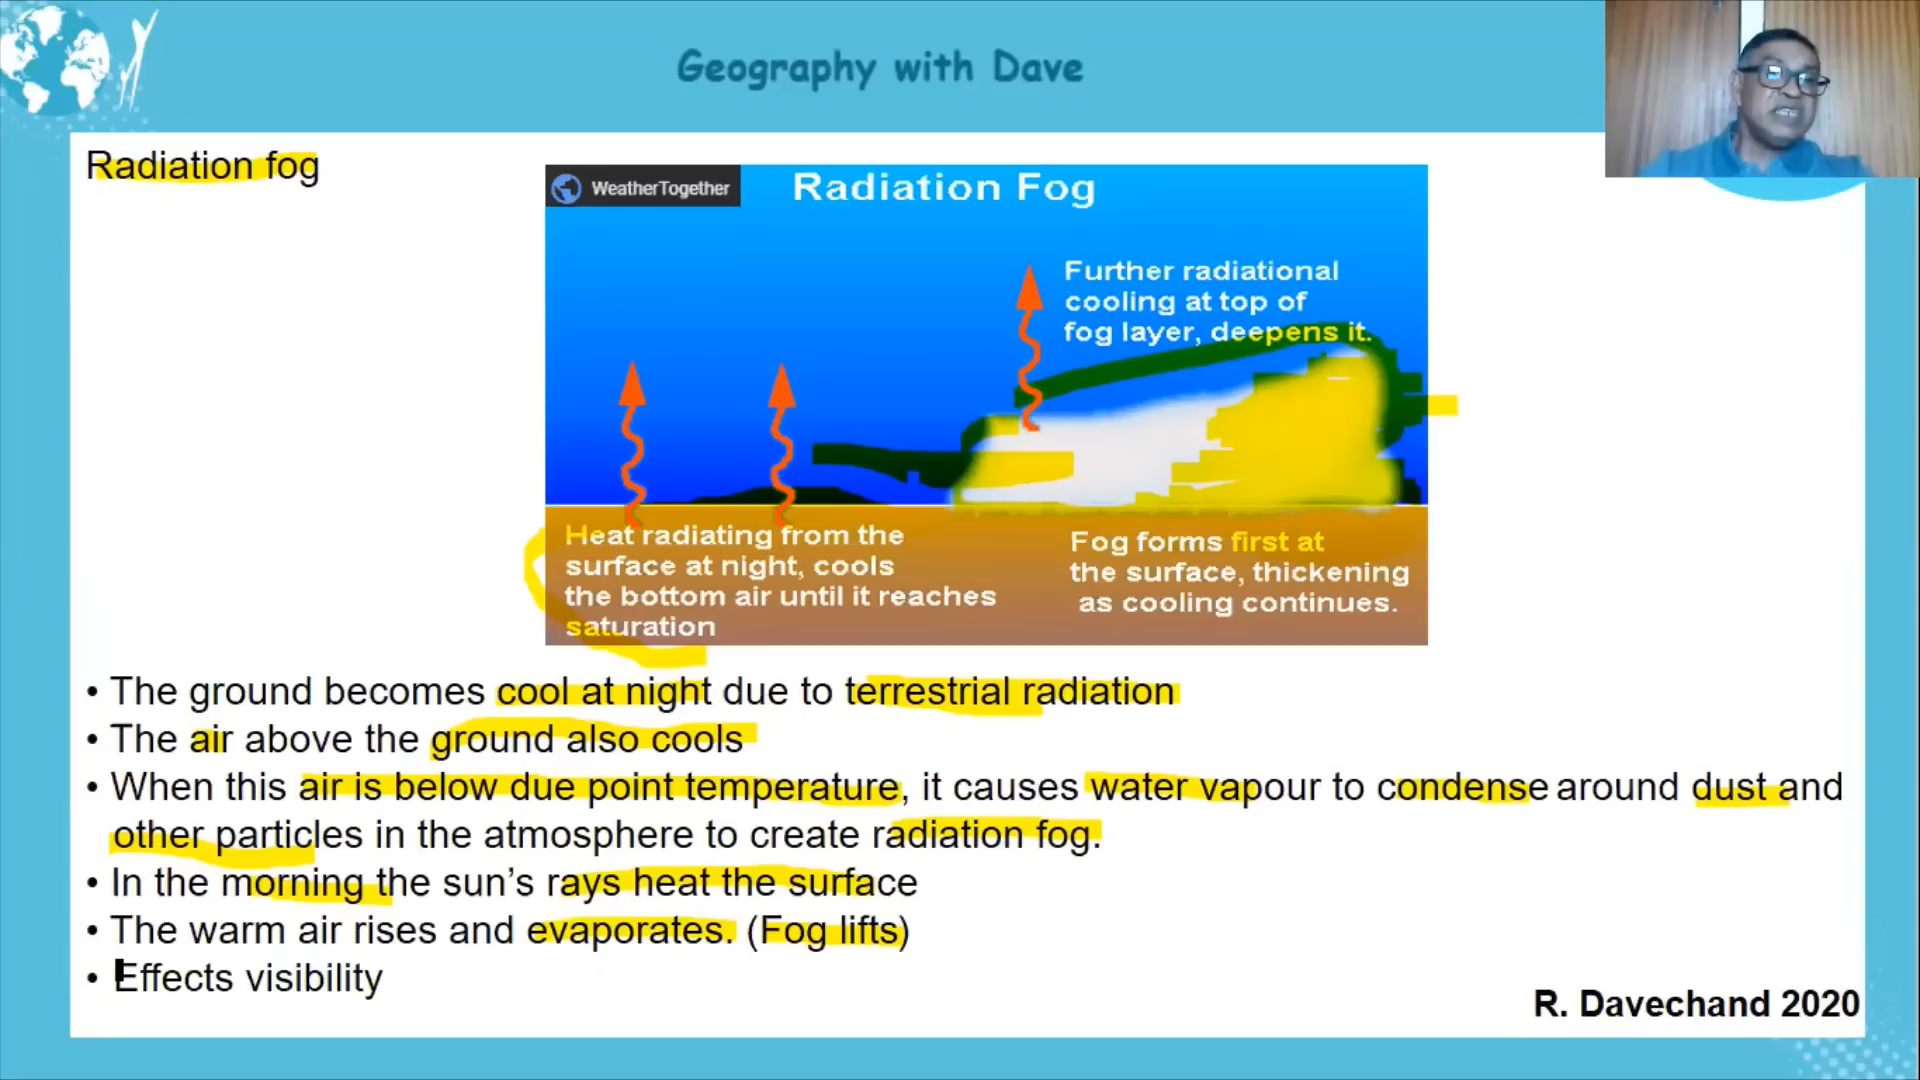 Geography with Dave
Radiation fog
WeatherTogether
Radiation Fog
Further radiational
cooling at top of
fog layer, deepens it.
Heat radiating from the
surface at night, cools
the bottom air until it reaches
saturation
Fog forms first at
the surface, thickening
as cooling continues.
• The ground becomes cool at night due to terrestrial radiation
• The air above the ground also cools
• When this air is below due point temperature, it causes water vapour to condense around dust and
other particles in the atmosphere to create radiation fog.
• In the morning the sun's rays heat the surface
• The warm air rises and evaporates. (Fog lifts)
• Effects visibility
R. Davechand 2020